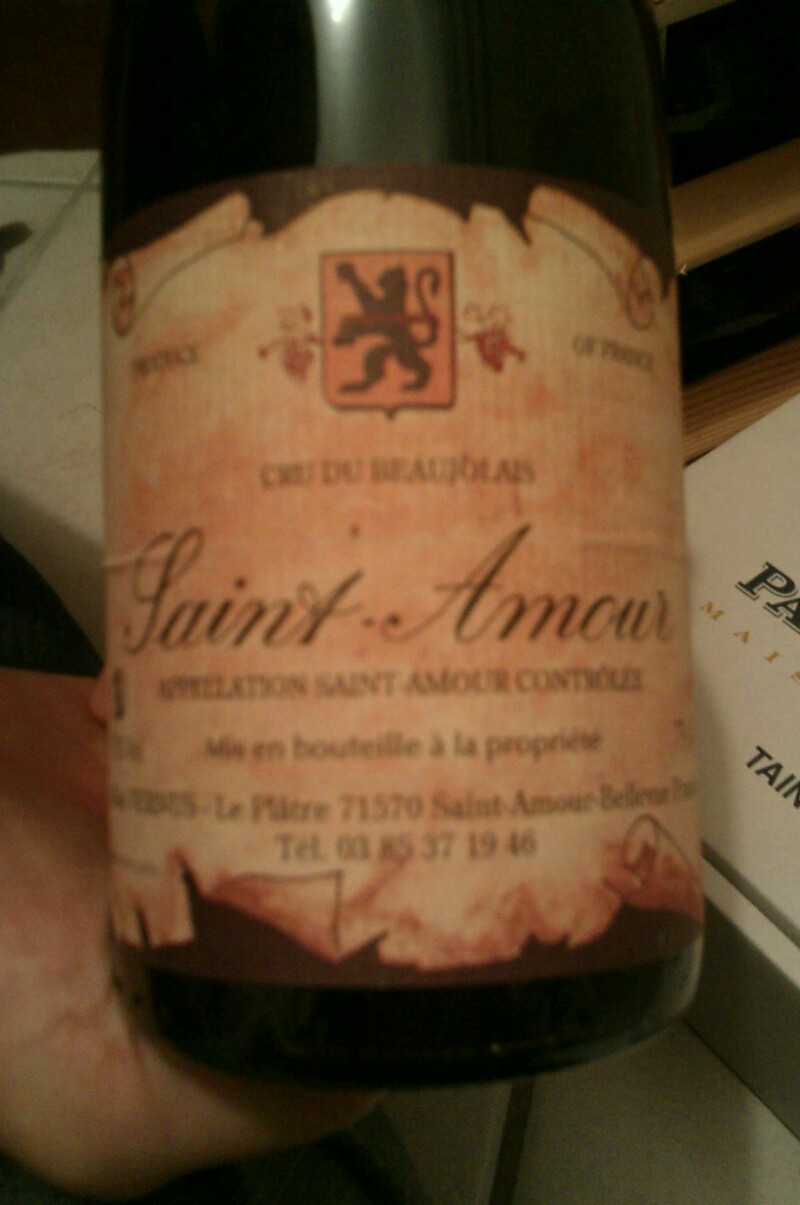 PRODUCE OF FRANCE
CRU DU BEAUJOLAIS
Saint-Amour
APPELLATION SAINT-AMOUR CONTRÔLÉE
Mis en bouteille à la propriété
Le Plâtre 71570 Saint-Amour-Bellevue
Tél. 03 85 37 19 46
PA
MAIS
TAIN